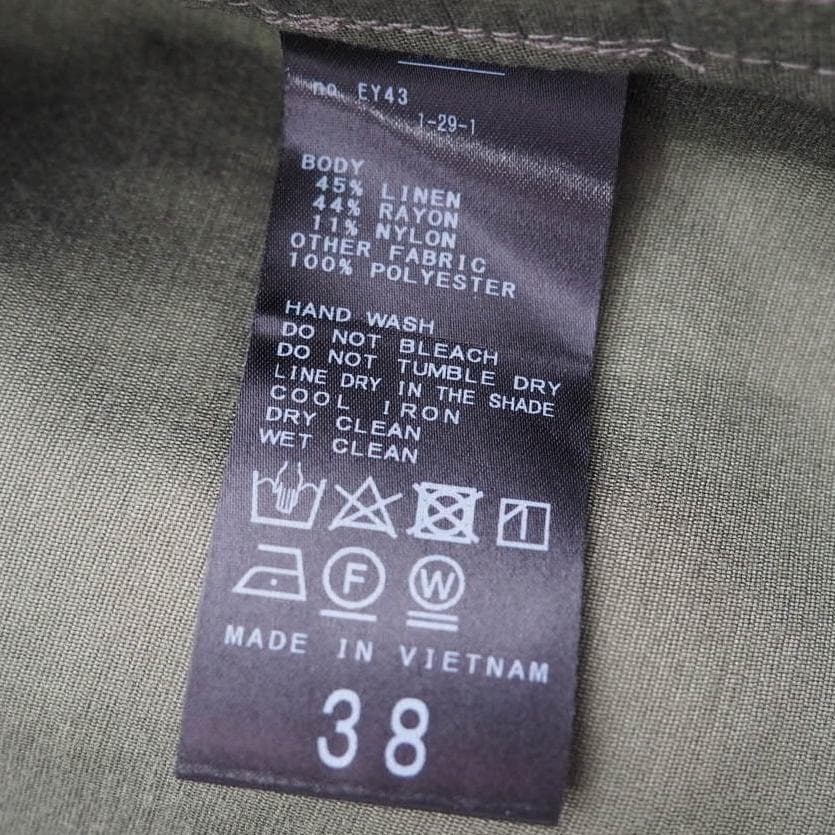 no. EY43
1-29-1
BODY
45% LINEN
44% RAYON
11% NYLON
OTHER FABRIC
100% POLYESTER
HAND WASH
DO NOT BLEACH
DO NOT TUMBLE DRY
LINE DRY IN THE SHADE
COOL IRON
DRY CLEAN
WET CLEAN
F W
MADE IN VIETNAM
38